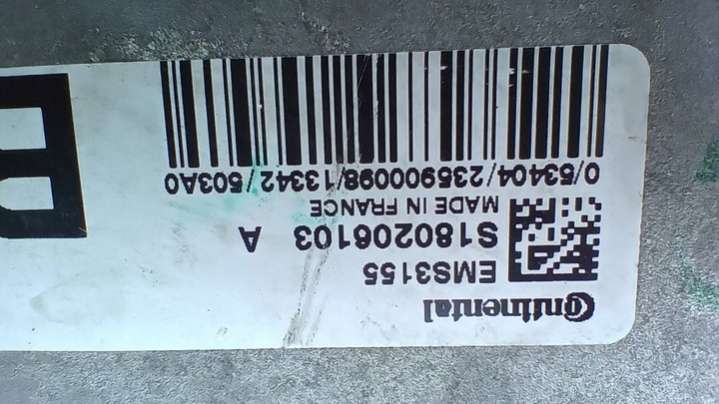 Continental
EMS3155
S180206103 A
MADE IN FRANCE
0/53404/235900098/13342/503A0